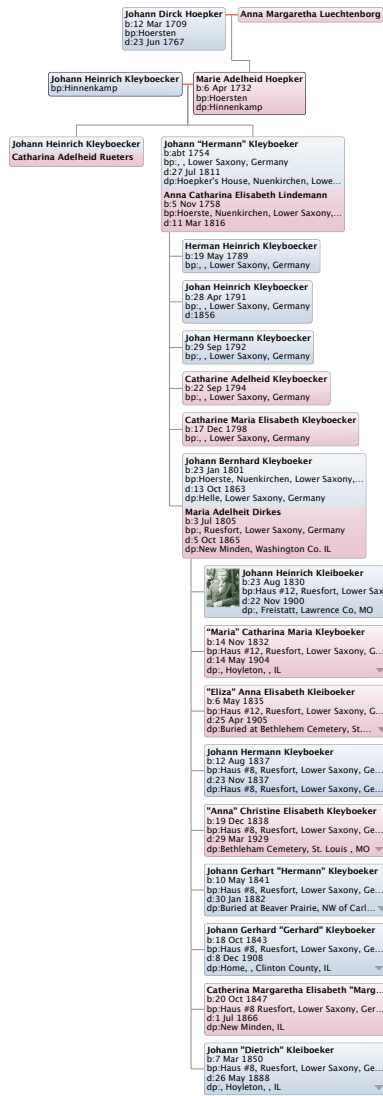 Johann Dirck Hoepker
b:12 Mar 1709
bp:Hoersten
d:23 Jun 1767
Anna Margaretha Luechtenborg
Johann Heinrich Kleyboecker
bp:Hinnenkamp
Marie Adelheid Hoepker
b:6 Apr 1732
bp:Hoersten
dp:Hinnenkamp
Johann Heinrich Kleyboecker
Catharina Adelheid Rueters
Johann "Hermann" Kleyboeker
b:abt 1754
bp:, , Lower Saxony, Germany
d:27 Jul 1811
dp:Hoepker's House, Nuenkirchen, Lowe...
Anna Catharina Elisabeth Lindemann
b:5 Nov 1758
bp:Hoerste, Nuenkirchen, Lower Saxony,...
d:11 Mar 1816
Herman Heinrich Kleyboecker
b:19 May 1789
bp:, , Lower Saxony, Germany
Johan Heinrich Kleyboecker
b:28 Apr 1791
bp:, , Lower Saxony, Germany
d:1856
Johan Hermann Kleyboecker
b:29 Sep 1792
bp:, , Lower Saxony, Germany
Catharine Adelheid Kleyboecker
b:22 Sep 1794
bp:, , Lower Saxony, Germany
Catharine Maria Elisabeth Kleyboecker
b:17 Dec 1798
bp:, , Lower Saxony, Germany
Johann Bernhard Kleyboeker
b:23 Jan 1801
bp:Hoerste, Nuenkirchen, Lower Saxony,...
d:13 Oct 1863
dp:Helle, Lower Saxony, Germany
Maria Adelheit Dirkes
b:3 Jul 1805
bp:, Ruesfort, Lower Saxony, Germany
d:5 Oct 1865
dp:New Minden, Washington Co. IL
Johann Heinrich Kleiboeker
b:23 Aug 1830
bp:Haus #12, Ruesfort, Lower Sax
d:22 Nov 1900
dp:, Freistatt, Lawrence Co, MO
"Maria" Catharina Maria Kleyboeker
b:14 Nov 1832
bp:Haus #12, Ruesfort, Lower Saxony, G...
d:14 May 1904
dp:, Hoyleton, , IL
"Eliza" Anna Elisabeth Kleiboeker
b:6 May 1835
bp:Haus #12, Ruesfort, Lower Saxony, G...
d:25 Apr 1905
dp:Buried at Bethlehem Cemetery, St....
Johann Hermann Kleyboeker
b:12 Aug 1837
bp:Haus #8, Ruesfort, Lower Saxony, Ge...
d:23 Nov 1837
dp:Haus #8, Ruesfort, Lower Saxony, Ge...
"Anna" Christine Elisabeth Kleyboeker
b:19 Dec 1838
bp:Haus #8, Ruesfort, Lower Saxony, Ge...
d:29 Mar 1929
dp:Bethleham Cemetery, St. Louis , MO
Johann Gerhart "Hermann" Kleyboeker
b:10 May 1841
bp:Haus #8, Ruesfort, Lower Saxony, Ge...
d:30 Jan 1882
dp:Buried at Beaver Prairie, NW of Carl...
Johann Gerhard "Gerhard" Kleyboeker
b:18 Oct 1843
bp:Haus #8, Ruesfort, Lower Saxony, Ge...
d:8 Dec 1908
dp:Home, , Clinton County, IL
Catherina Margaretha Elisabeth "Marg...
b:20 Oct 1847
bp:Haus #8 Ruesfort, Lower Saxony, Ger...
d:1 Jul 1866
dp:New Minden, IL
Johann "Dietrich" Kleiboeker
b:7 Mar 1850
bp:Haus #8, Ruesfort, Lower Saxony, Ge...
d:26 May 1888
dp:, Hoyleton, , IL